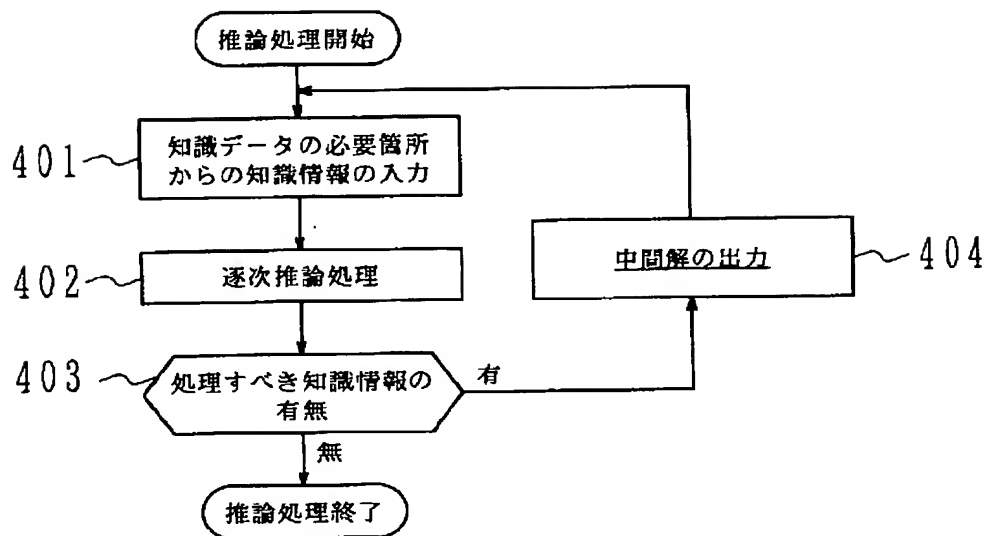 推論処理開始
401
知識データの必要箇所
からの知識情報の入力
402
逐次推論処理
403
処理すべき知識情報の
有無
有
無
推論処理終了
中間解の出力
404